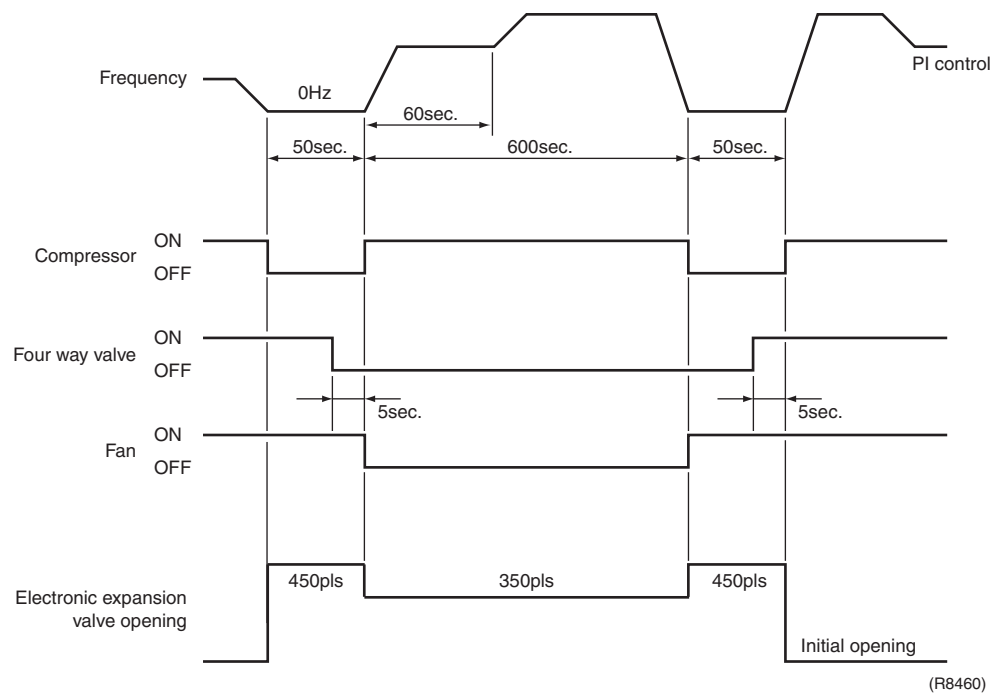 PI control
Frequency
0Hz
60sec.
50sec.
600sec.
50sec.
ON
Compressor
OFF
ON
Four way valve
OFF
5sec.
5sec.
ON
Fan
OFF
450pls
350pls
450pls
Electronic expansion
valve opening
Initial opening
(R8460)